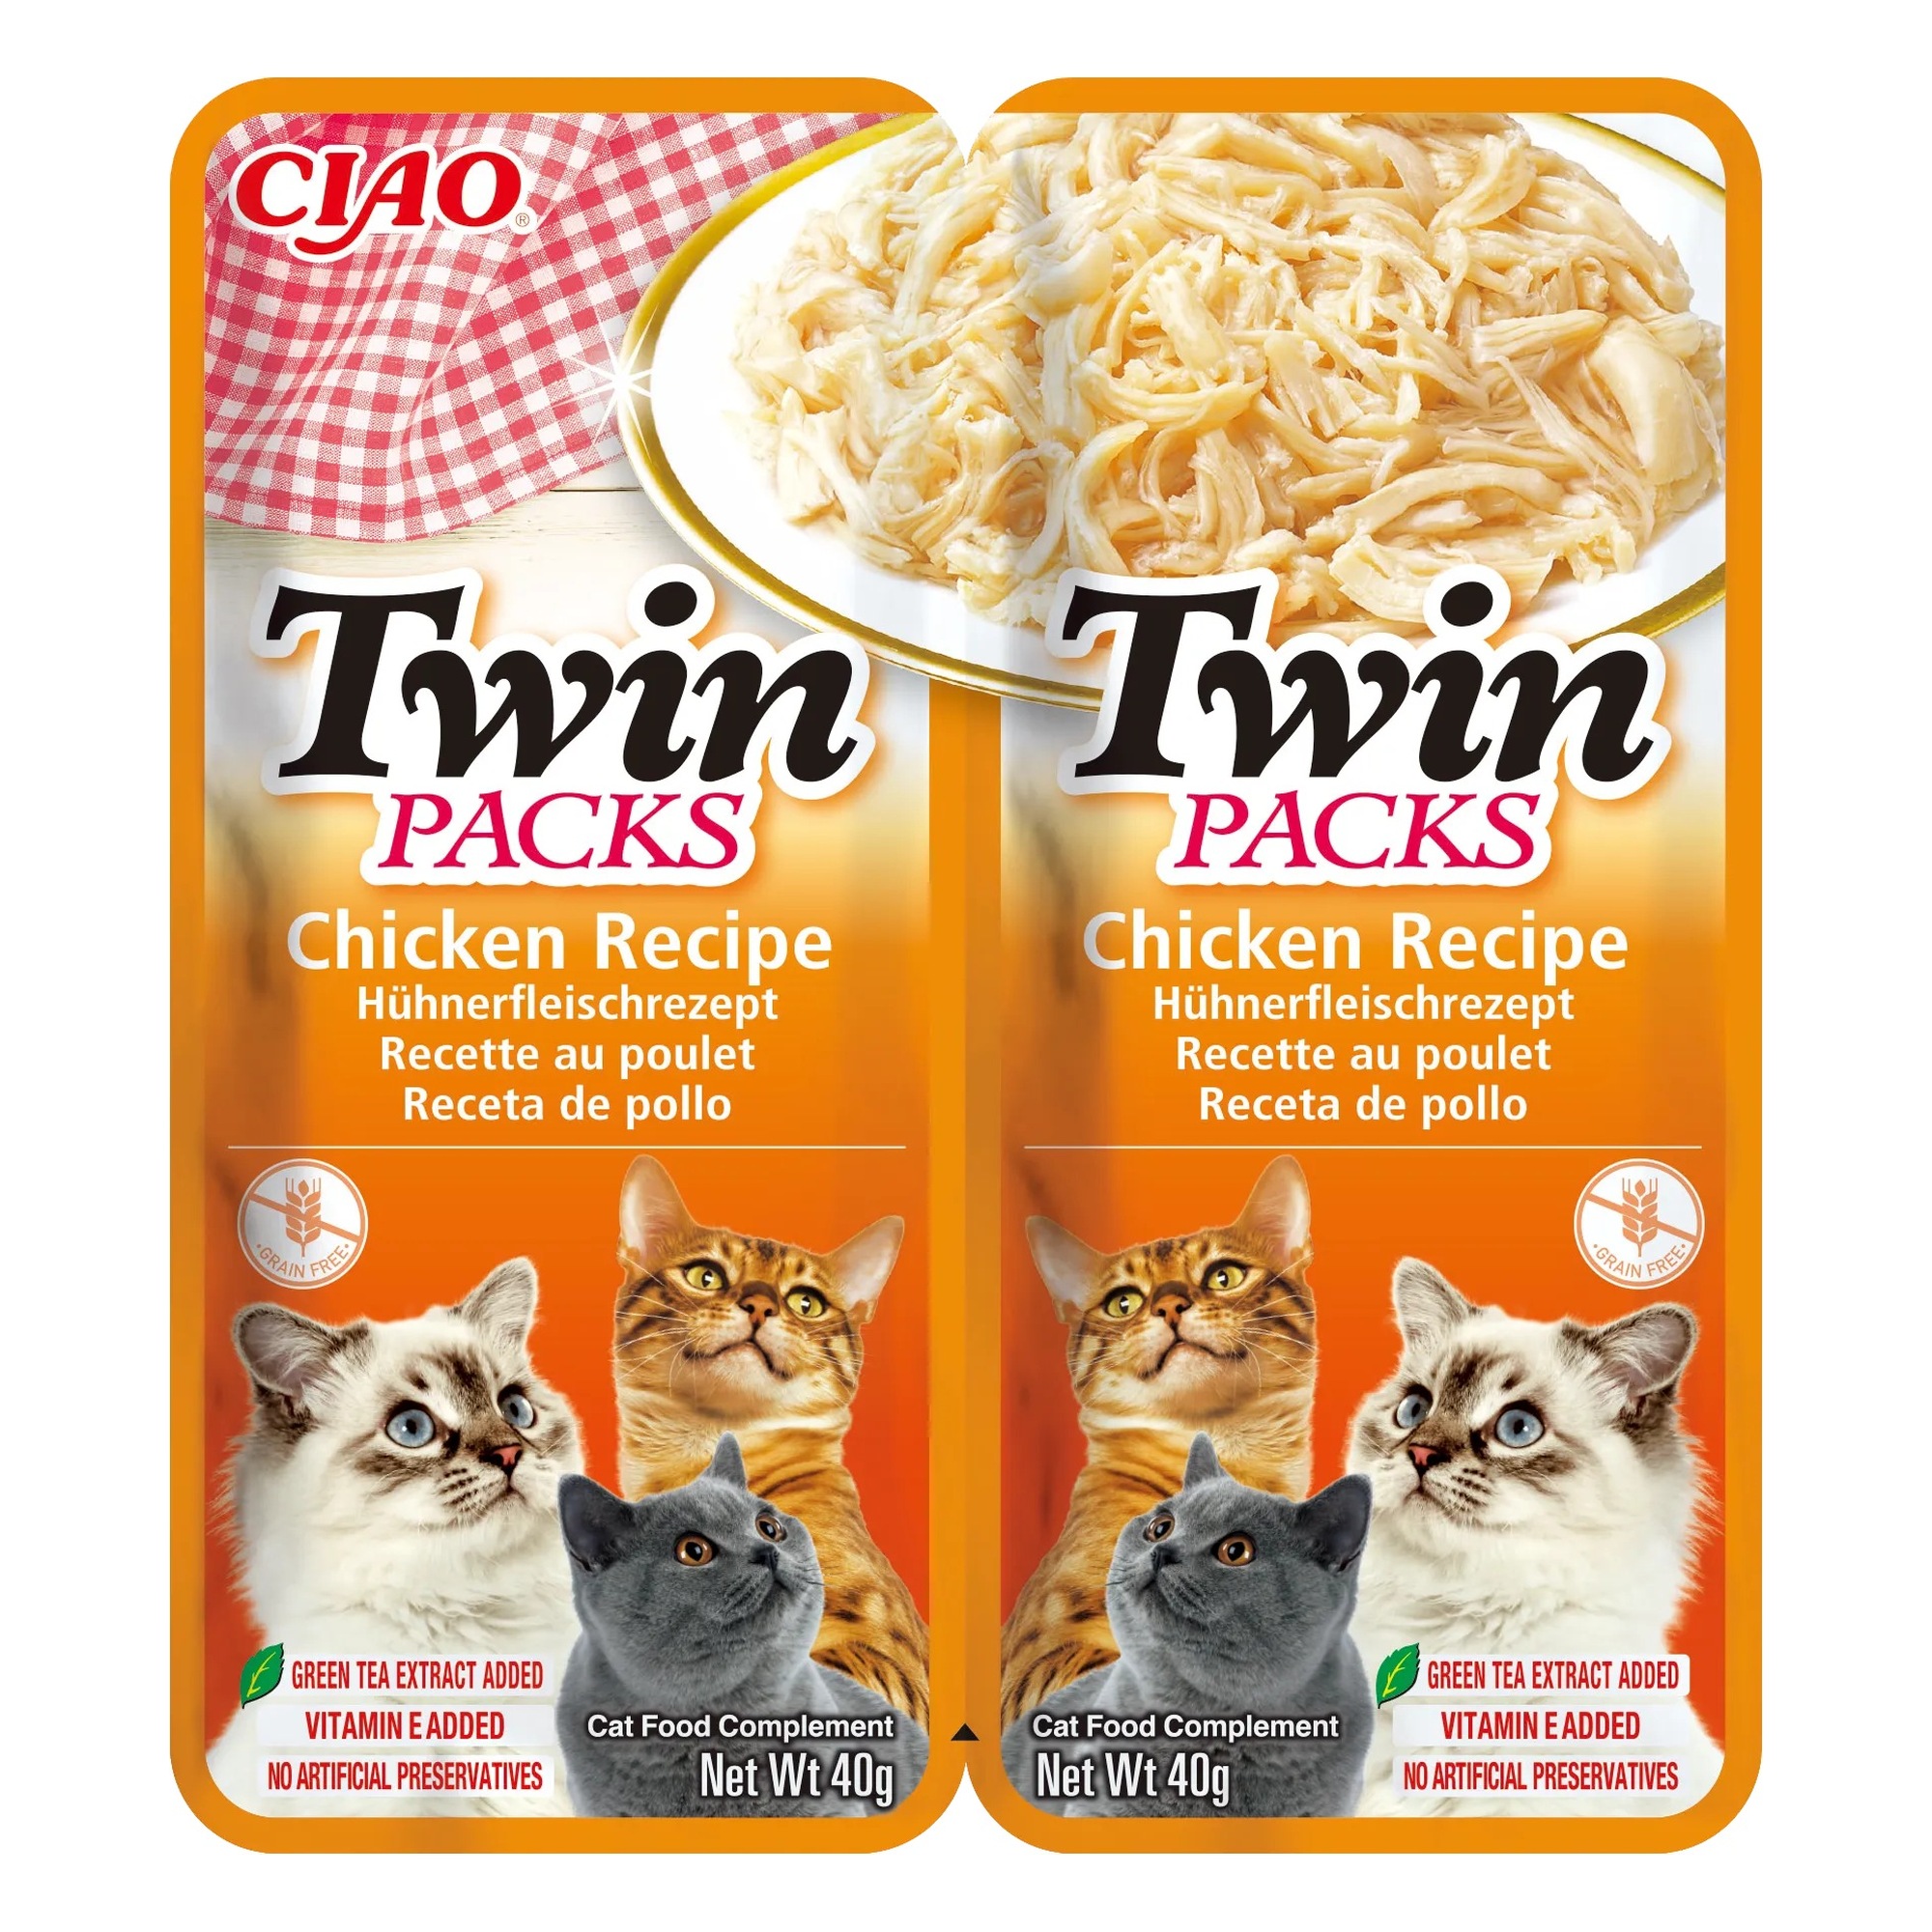 CIAO®
Twin
PACKS
Chicken Recipe
Hühnerfleischrezept
Recette au poulet
Receta de pollo
GRAIN FREE
GREEN TEA EXTRACT ADDED
VITAMIN E ADDED
NO ARTIFICIAL PRESERVATIVES
Cat Food Complement
Net Wt 40g
Twin
PACKS
Chicken Recipe
Hühnerfleischrezept
Recette au poulet
Receta de pollo
GRAIN FREE
GREEN TEA EXTRACT ADDED
VITAMIN E ADDED
NO ARTIFICIAL PRESERVATIVES
Cat Food Complement
Net Wt 40g